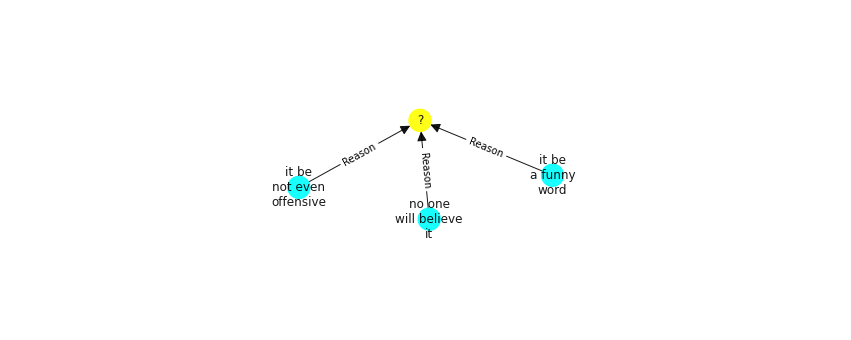 ?
Reason
Reason
Reason
it be
not even
offensive
no one
will believe
it
it be
a funny
word